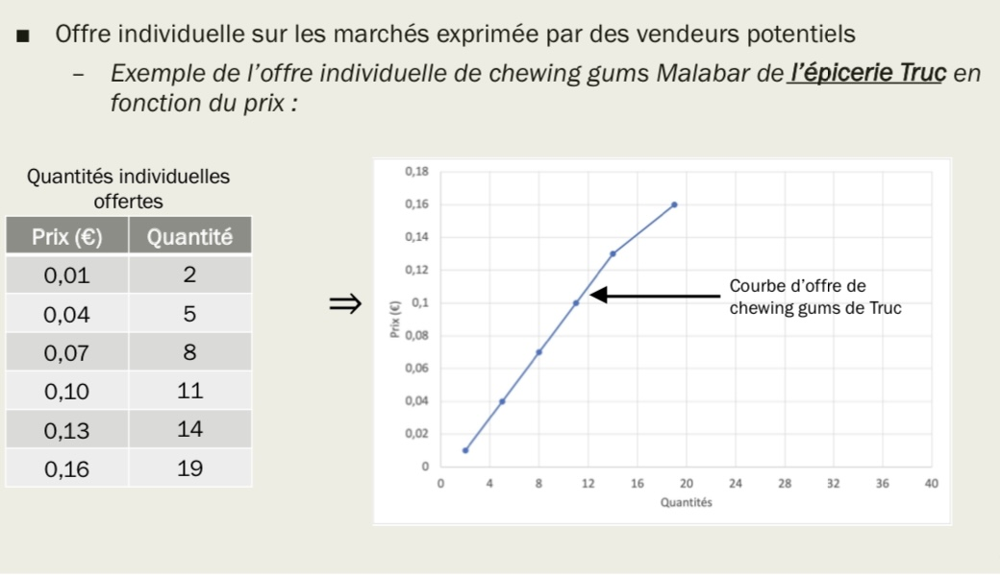 ■ Offre individuelle sur les marchés exprimée par des vendeurs potentiels
– Exemple de l’offre individuelle de chewing gums Malabar de l’épicerie Truc en
fonction du prix :
Quantités individuelles
offertes
Prix (€) Quantité
0,01 2
0,04 5
0,07 8
0,10 11
0,13 14
0,16 19
⇒
0,18
0,16
0,14
0,12
0,1
0,08
0,06
0,04
0,02
0
Prix (€)
Courbe d’offre de
chewing gums de Truc
0 4 8 12 16 20 24 28 32 36 40
Quantités